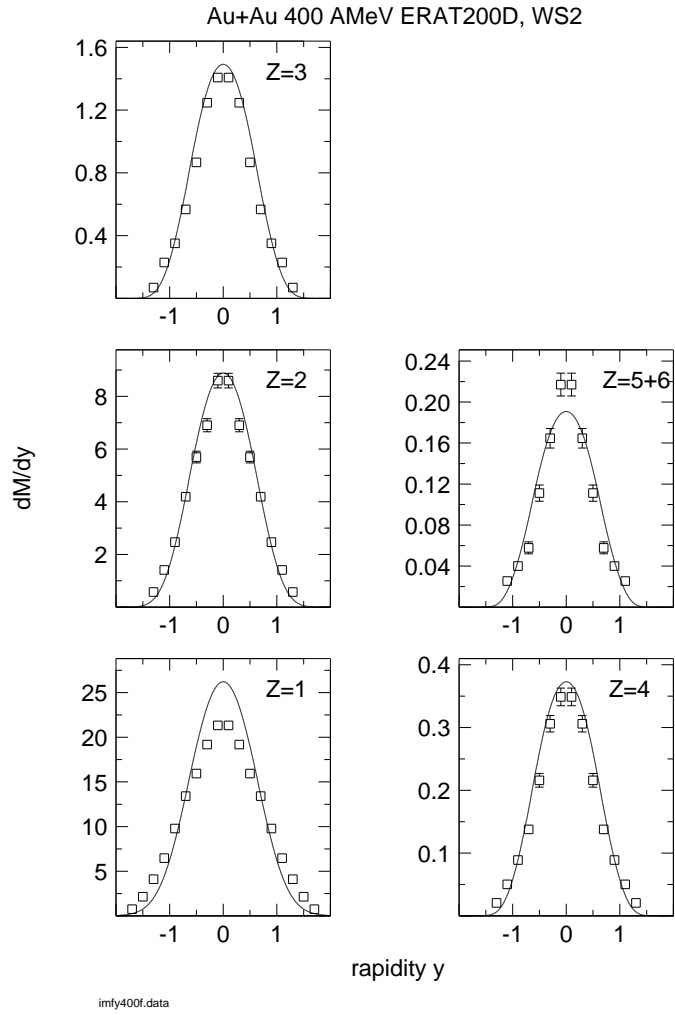 Au+Au 400 AMeV ERAT200D, WS2
Z=3
1.6
1.2
0.8
0.4
-1 0 1
Z=2
8
6
4
2
-1 0 1
Z=5+6
0.24
0.20
0.16
0.12
0.08
0.04
-1 0 1
dM/dy
Z=1
25
20
15
10
5
-1 0 1
Z=4
0.4
0.3
0.2
0.1
-1 0 1
rapidity y
imfy400f.data